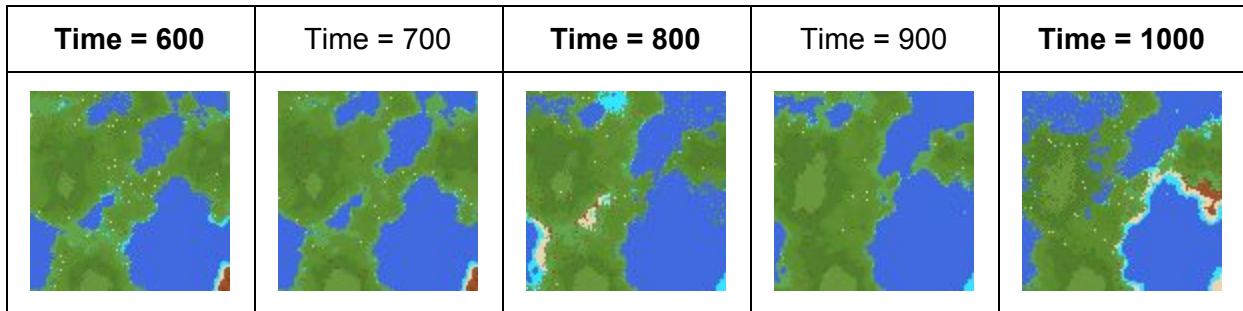 Time = 600
Time = 700
Time = 800
Time = 900
Time = 1000